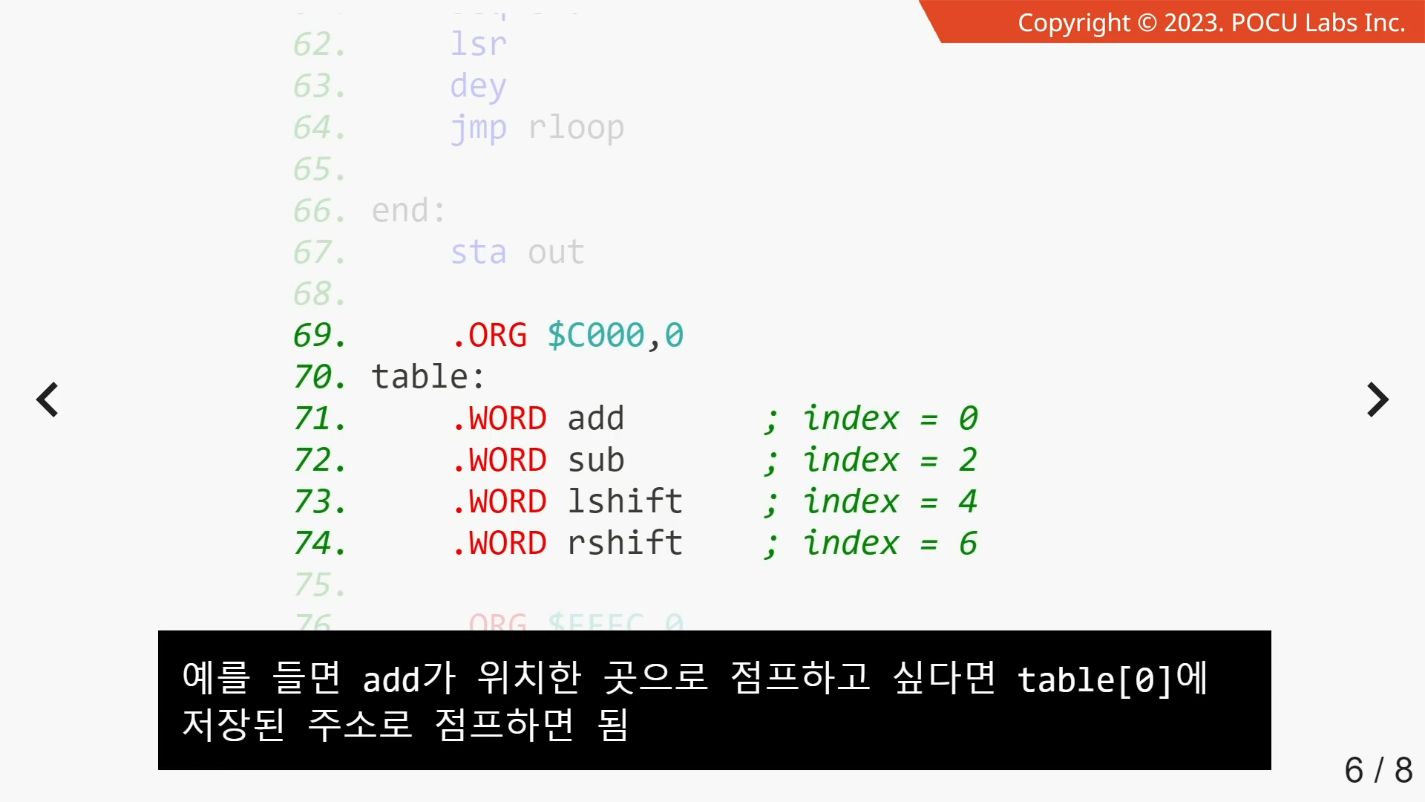 Copyright © 2023. POCU Labs Inc.
62. lsr
63. dey
64. jmp rloop
65.
66. end:
67. sta out
68.
69. .ORG $C000,0
70. table:
71. .WORD add ; index = 0
72. .WORD sub ; index = 2
73. .WORD lshift ; index = 4
74. .WORD rshift ; index = 6
75.
76 ORG $FFFC 0
예를 들면 add가 위치한 곳으로 점프하고 싶다면 table[0]에
저장된 주소로 점프하면 됨
6 / 8